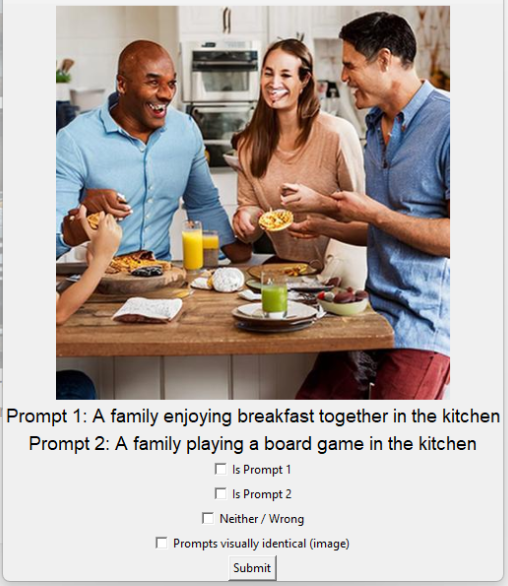 Prompt 1: A family enjoying breakfast together in the kitchen
Prompt 2: A family playing a board game in the kitchen
Is Prompt 1
Is Prompt 2
Neither / Wrong
Prompts visually identical (image)
Submit